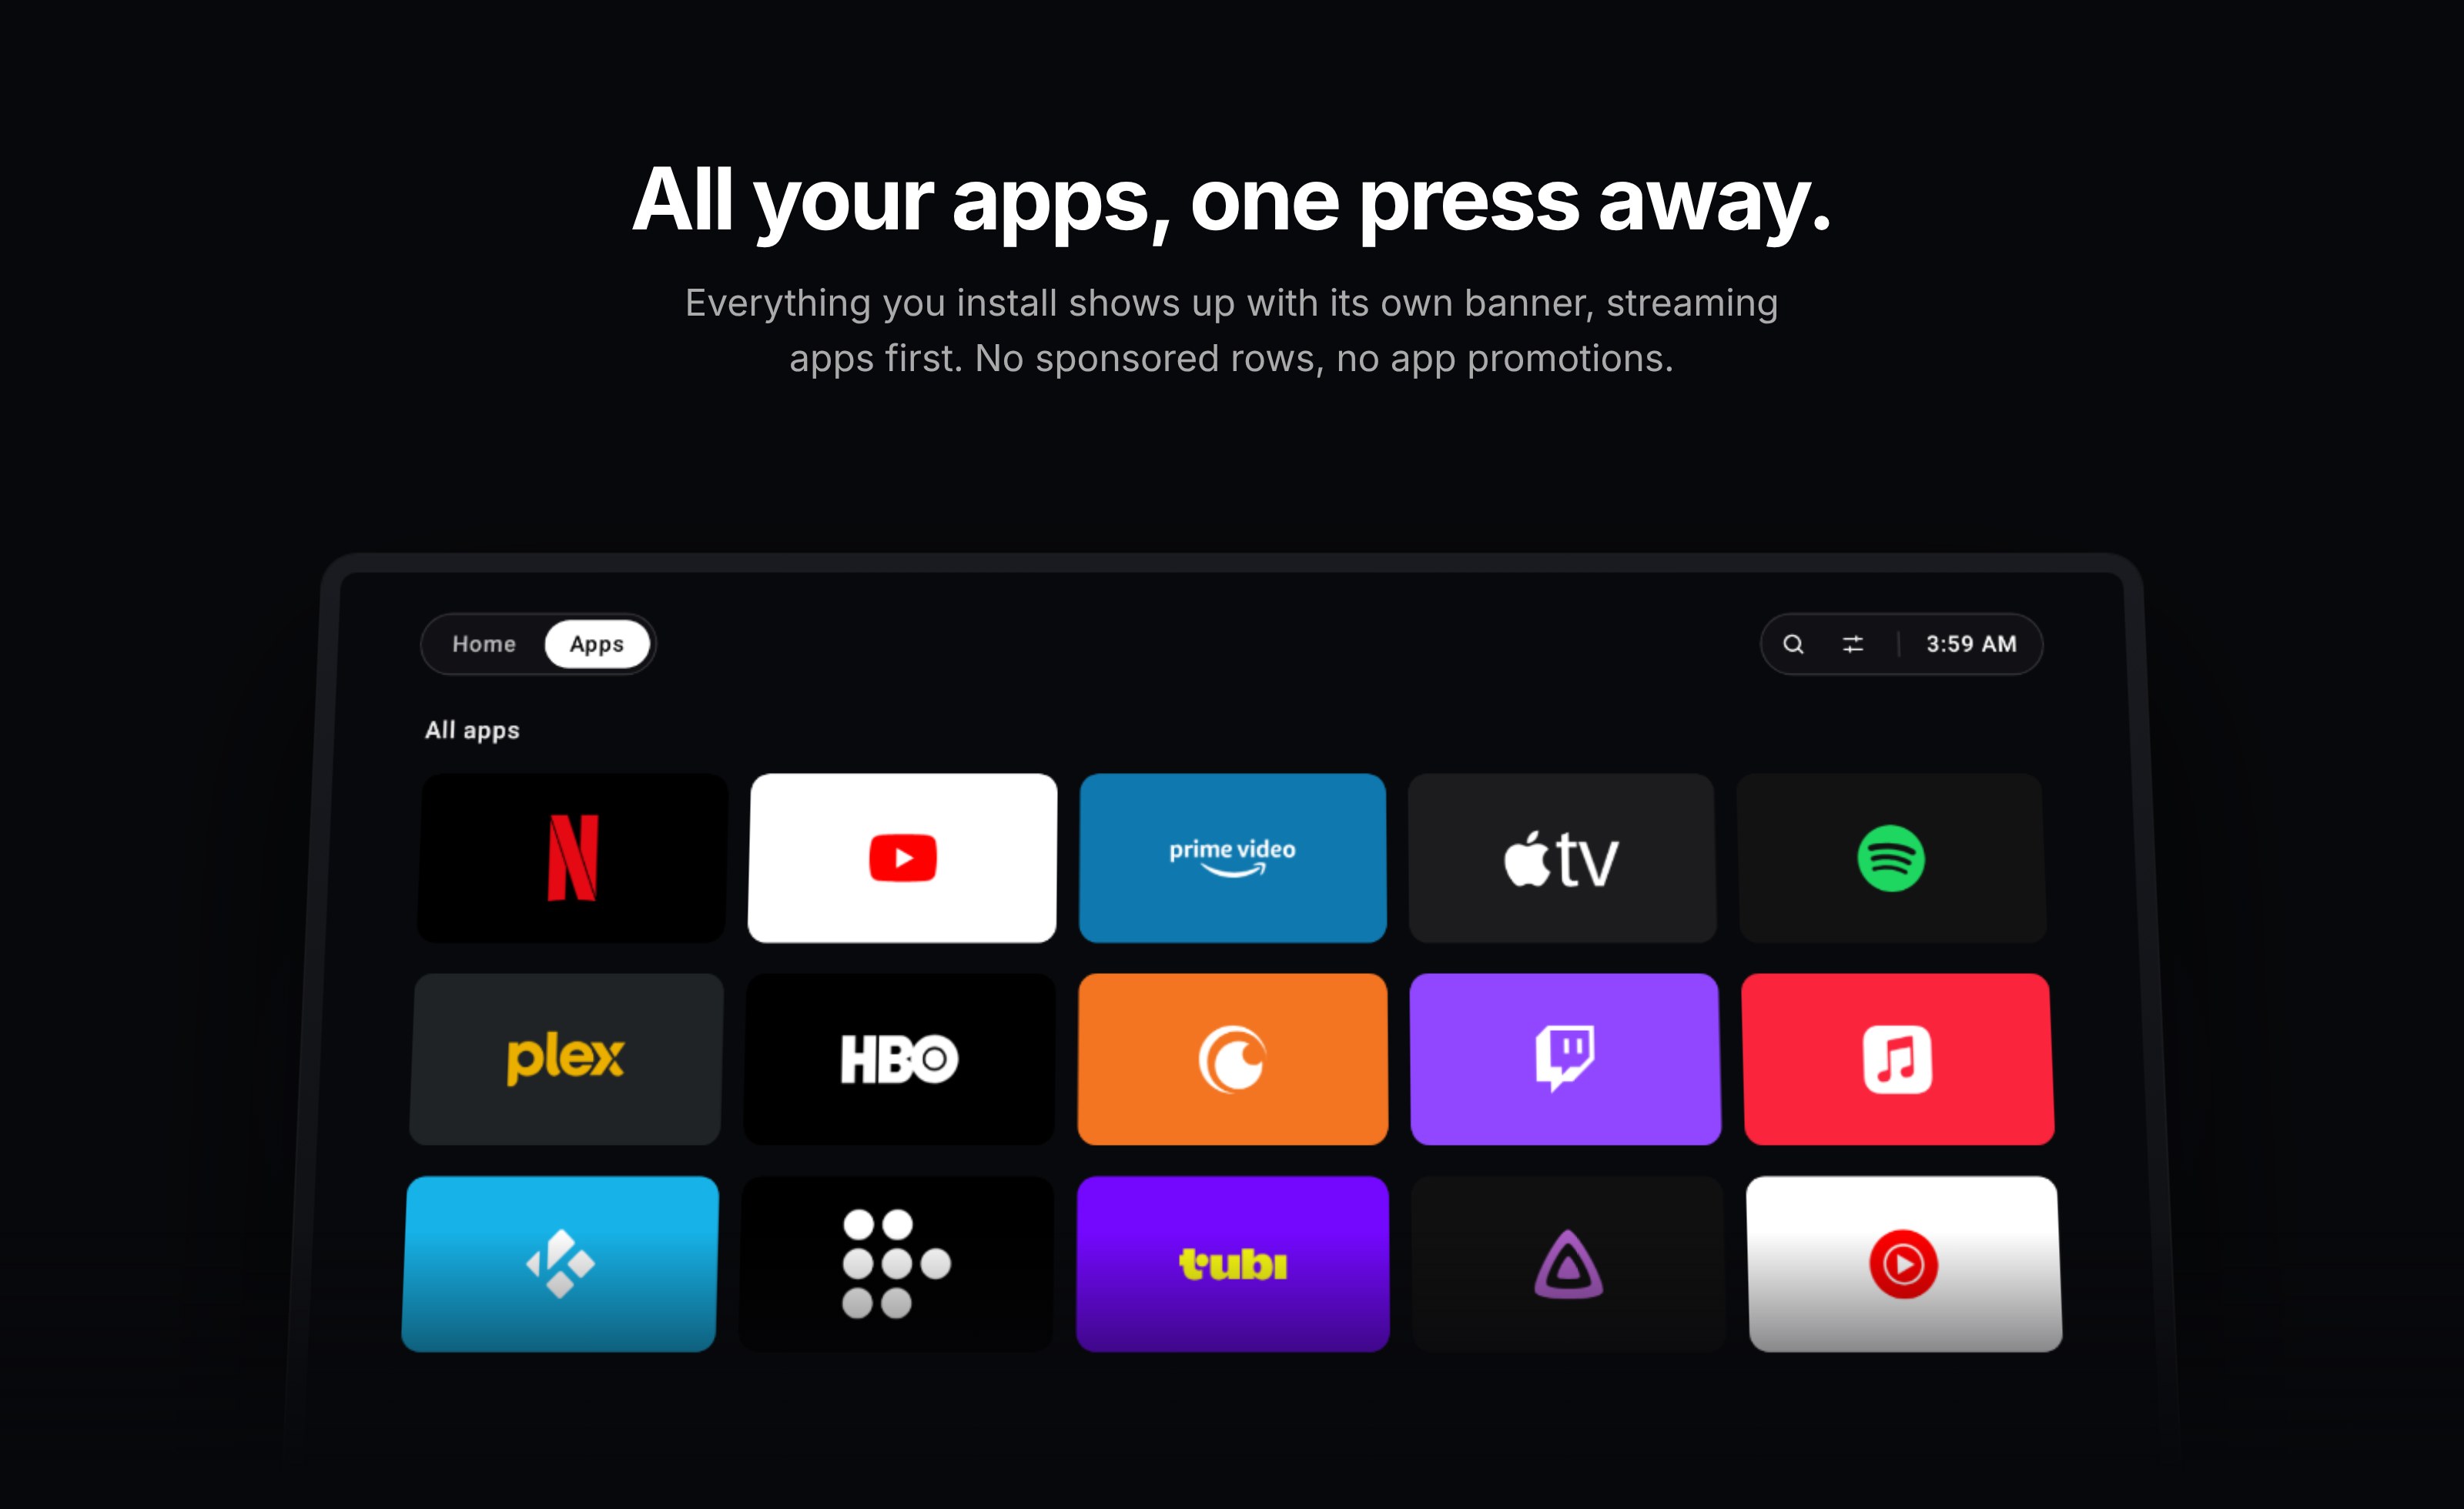 All your apps, one press away.
Everything you install shows up with its own banner, streaming
apps first. No sponsored rows, no app promotions.
Home Apps 3:59 AM
All apps
N prime video tv
plex HBO
tubi